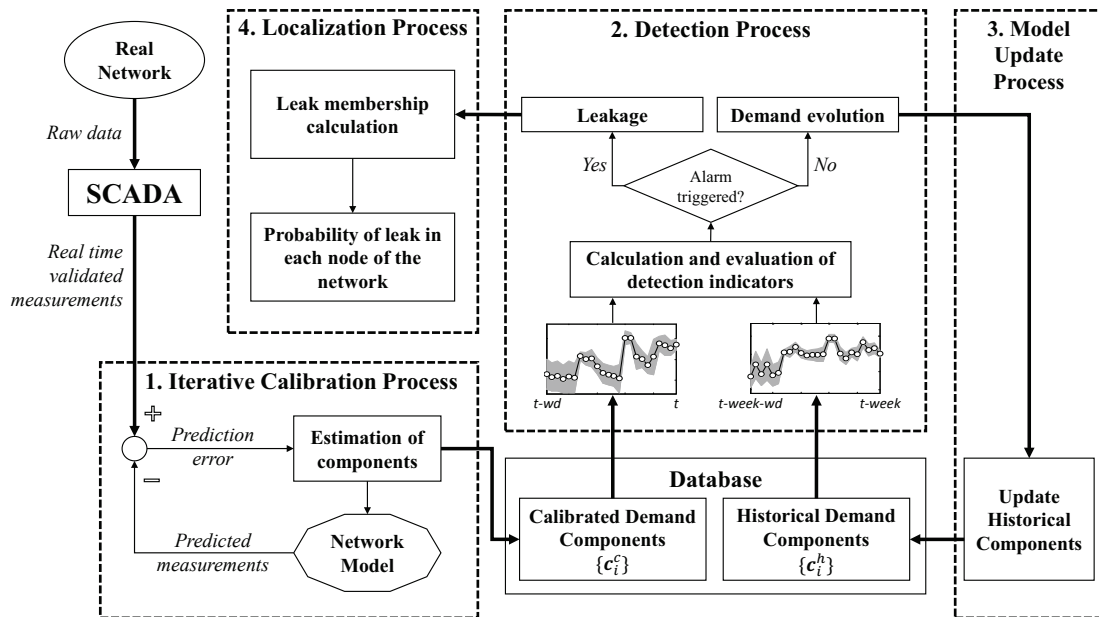 Real
Network
Raw data
SCADA
Real time
validated
measurements
4. Localization Process
Leak membership
calculation
Probability of leak in
each node of the
network
2. Detection Process
Leakage
Demand evolution
Yes
No
Alarm
triggered?
Calculation and evaluation of
detection indicators
t-wd
t
t-week-wd
t-week
3. Model
Update
Process
1. Iterative Calibration Process
+
−
Prediction
error
Estimation of
components
Predicted
measurements
Network
Model
Database
Calibrated Demand
Components
{c_i^c}
Historical Demand
Components
{c_i^h}
Update
Historical
Components